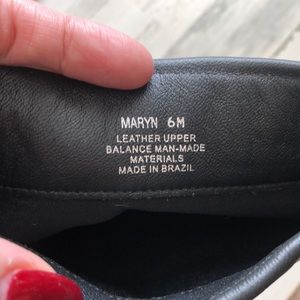 MARYN 6M
LEATHER UPPER
BALANCE MAN-MADE
MATERIALS
MADE IN BRAZIL